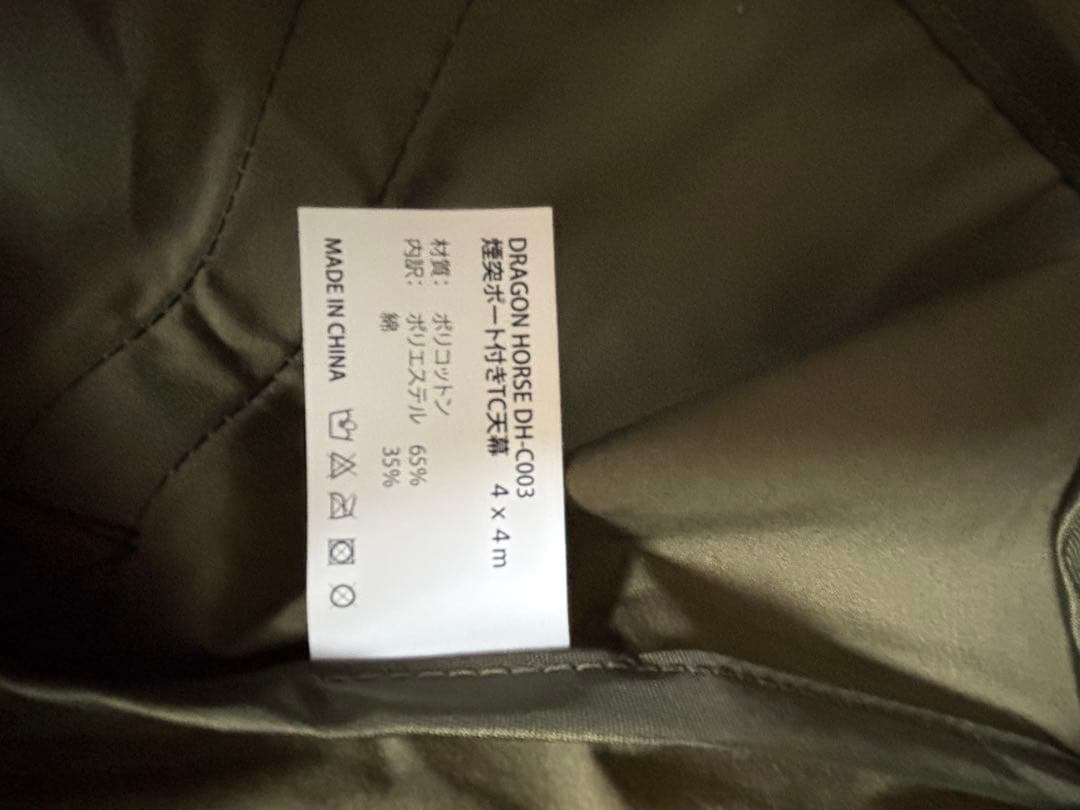 DRAGON HORSE DH-C003
煙突ポート付きTC天幕 4 x 4 m
材質: ポリコットン
内訳: ポリエステル 65%
綿 35%
MADE IN CHINA